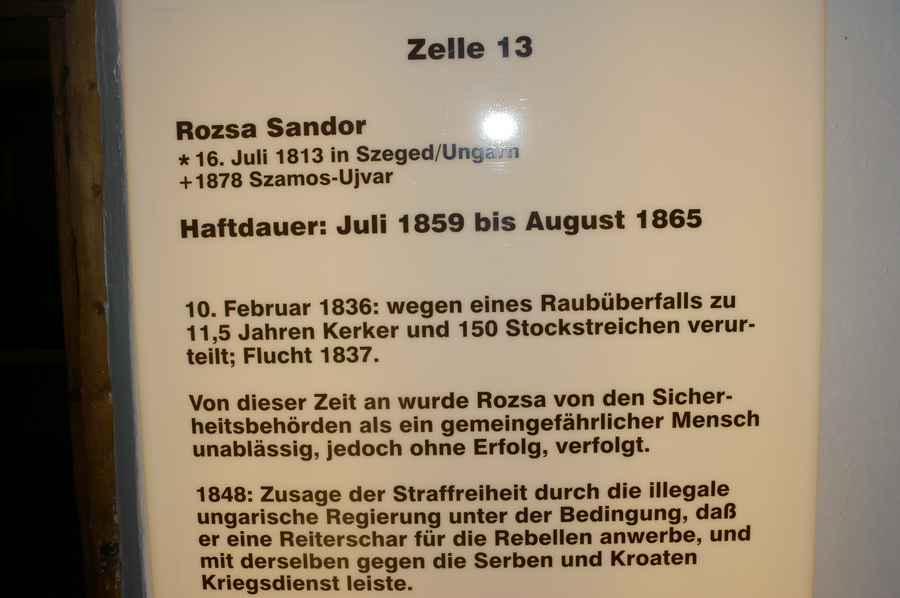 Zelle 13
Rozsa Sandor
* 16. Juli 1813 in Szeged/Ungarn
+1878 Szamos-Ujvar
Haftdauer: Juli 1859 bis August 1865
10. Februar 1836: wegen eines Raubüberfalls zu
11,5 Jahren Kerker und 150 Stockstreichen verur-
teilt; Flucht 1837.
Von dieser Zeit an wurde Rozsa von den Sicher-
heitsbehörden als ein gemeingefährlicher Mensch
unablässig, jedoch ohne Erfolg, verfolgt.
1848: Zusage der Straffreiheit durch die illegale
ungarische Regierung unter der Bedingung, daß
er eine Reiterschar für die Rebellen anwerbe, und
mit derselben gegen die Serben und Kroaten
Kriegsdienst leiste.